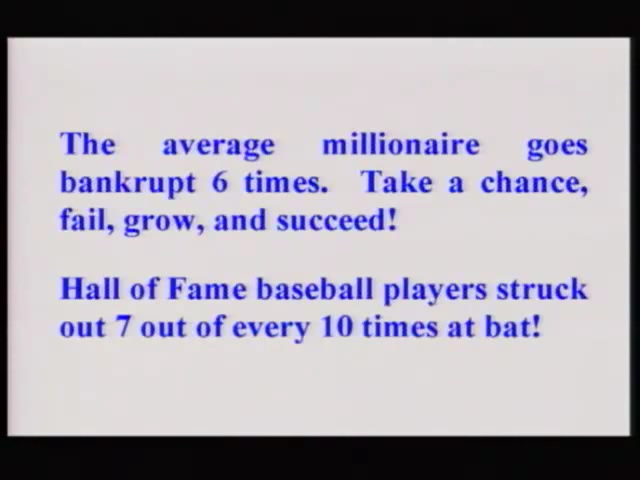 The average millionaire goes
bankrupt 6 times. Take a chance,
fail, grow, and succeed!
Hall of Fame baseball players struck
out 7 out of every 10 times at bat!